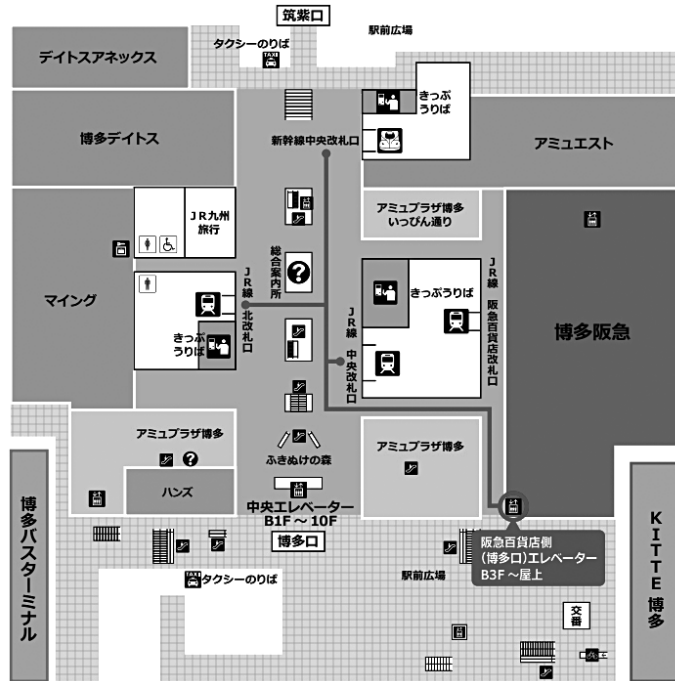 筑紫口
タクシーのりば
TAXI
駅前広場
デイトスアネックス
きっぷ
うりば
博多デイトス
新幹線中央改札口
アミュエスト
JR九州
旅行
アミュプラザ博多
いっぴん通り
総合案内所
?
マイング
JR線 北改札口
きっぷ
うりば
きっぷうりば
JR線 中央改札口
JR線 阪急百貨店改札口
博多阪急
アミュプラザ博多
?
ふきぬけの森
アミュプラザ博多
ハンズ
中央エレベーター
B1F～10F
博多口
博多バスターミナル
TAXI
タクシーのりば
駅前広場
阪急百貨店側
(博多口)エレベーター
B3F～屋上
交番
KITTE博多